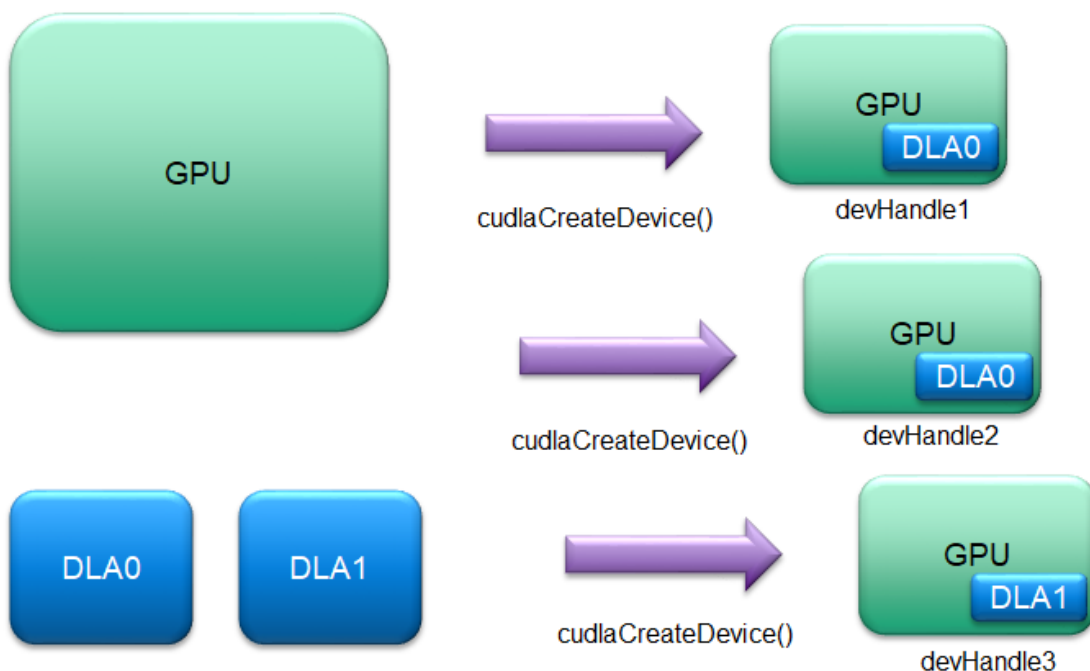 GPU
cudlaCreateDevice()
GPU
DLA0
devHandle1
cudlaCreateDevice()
GPU
DLA0
devHandle2
DLA0
DLA1
cudlaCreateDevice()
GPU
DLA1
devHandle3